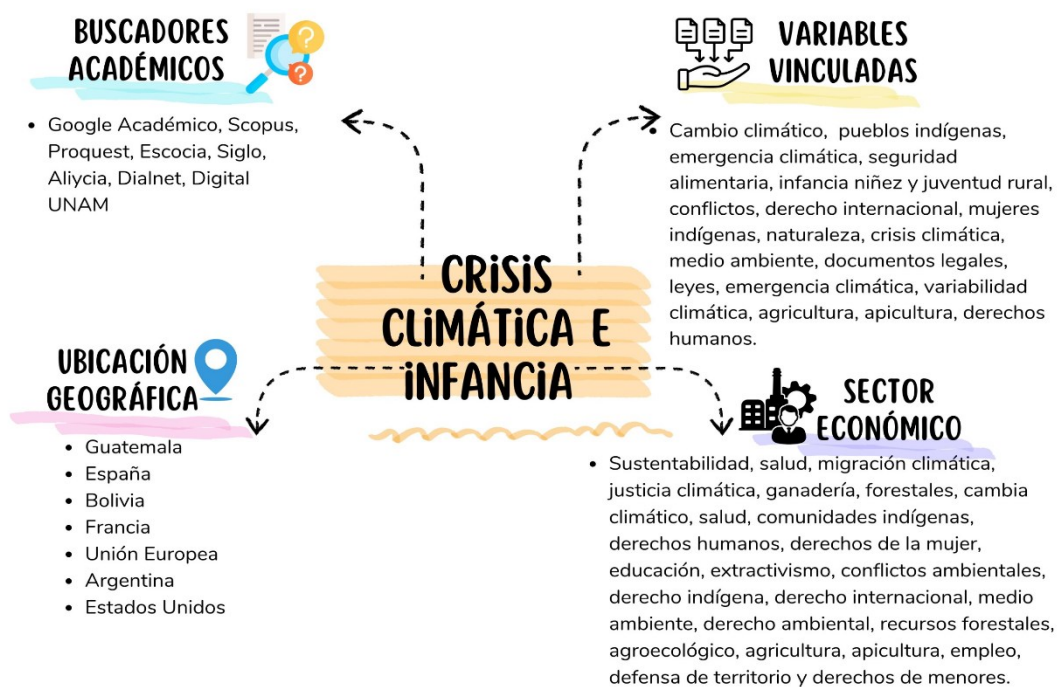 BUSCADORES
ACADÉMICOS
• Google Académico, Scopus,
Proquest, Escocia, Siglo,
Aliycia, Dialnet, Digital
UNAM
VARIABLES
VINCULADAS
• Cambio climático, pueblos indígenas,
emergencia climática, seguridad
alimentaria, infancia niñez y juventud rural,
conflictos, derecho internacional, mujeres
indígenas, naturaleza, crisis climática,
medio ambiente, documentos legales,
leyes, emergencia climática, variabilidad
climática, agricultura, apicultura, derechos
humanos.
CRISIS
CLIMÁTICA E
INFANCIA
UBICACIÓN
GEOGRÁFICA
• Guatemala
• España
• Bolivia
• Francia
• Unión Europea
• Argentina
• Estados Unidos
SECTOR
ECONÓMICO
• Sustentabilidad, salud, migración climática,
justicia climática, ganadería, forestales, cambia
climático, salud, comunidades indígenas,
derechos humanos, derechos de la mujer,
educación, extractivismo, conflictos ambientales,
derecho indígena, derecho internacional, medio
ambiente, derecho ambiental, recursos forestales,
agroecológico, agricultura, apicultura, empleo,
defensa de territorio y derechos de menores.